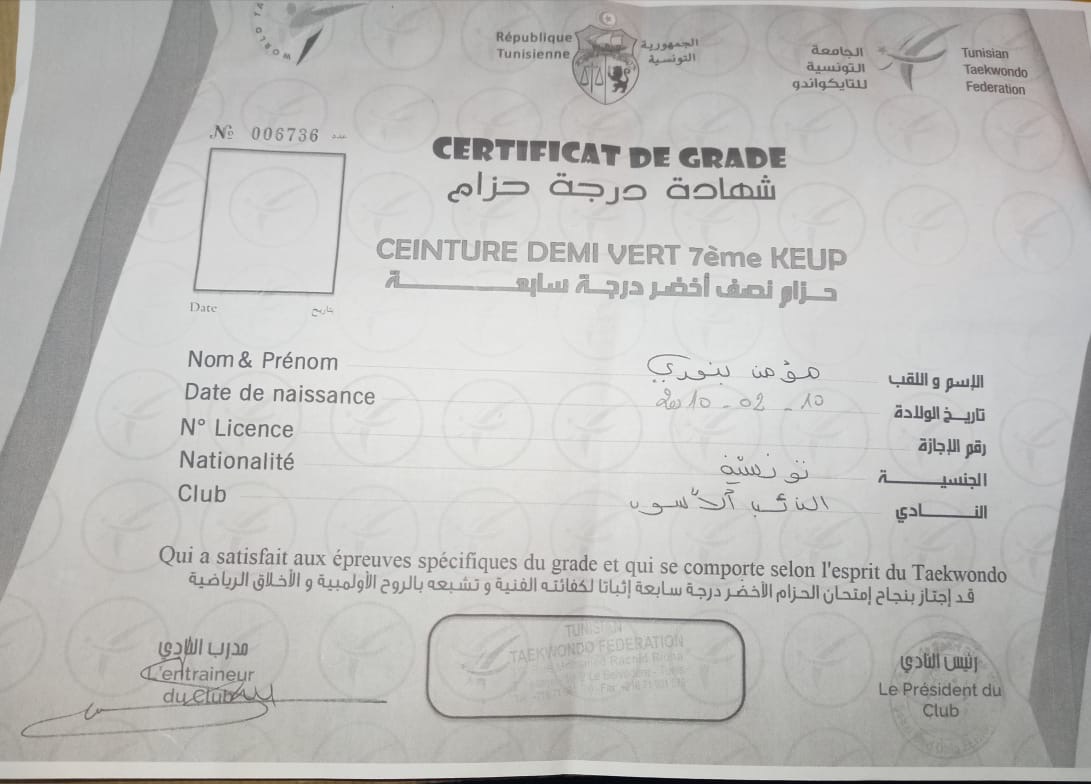 WORLD TA
République
Tunisienne
الجمهورية
التونسية
الجامعة
التونسية
للتايكواندو
Tunisian
Taekwondo
Federation
№ 006736 عدد
CERTIFICAT DE GRADE
شهادة درجة حزام
CEINTURE DEMI VERT 7ème KEUP
حزام نصف أخضر درجة سابعة
Date تاريخ
Nom & Prénom مؤمن بنوري الإسم و اللقب
Date de naissance 2010-02-10 تاريخ الولادة
N° Licence رقم الإجازة
Nationalité تونسية الجنسية
Club النادي
Qui a satisfait aux épreuves spécifiques du grade et qui se comporte selon l'esprit du Taekwondo
قد إجتاز بنجاح إمتحان الحزام الأخضر درجة سابعة إثباتا لكفائته الفنية و تشبعه بالروح الأولمبية و الأخلاق الرياضية
مدرب النادي
L'entraineur
du Club
TUNISIAN
TAEKWONDO FEDERATION
رئيس النادي
Le Président du
Club